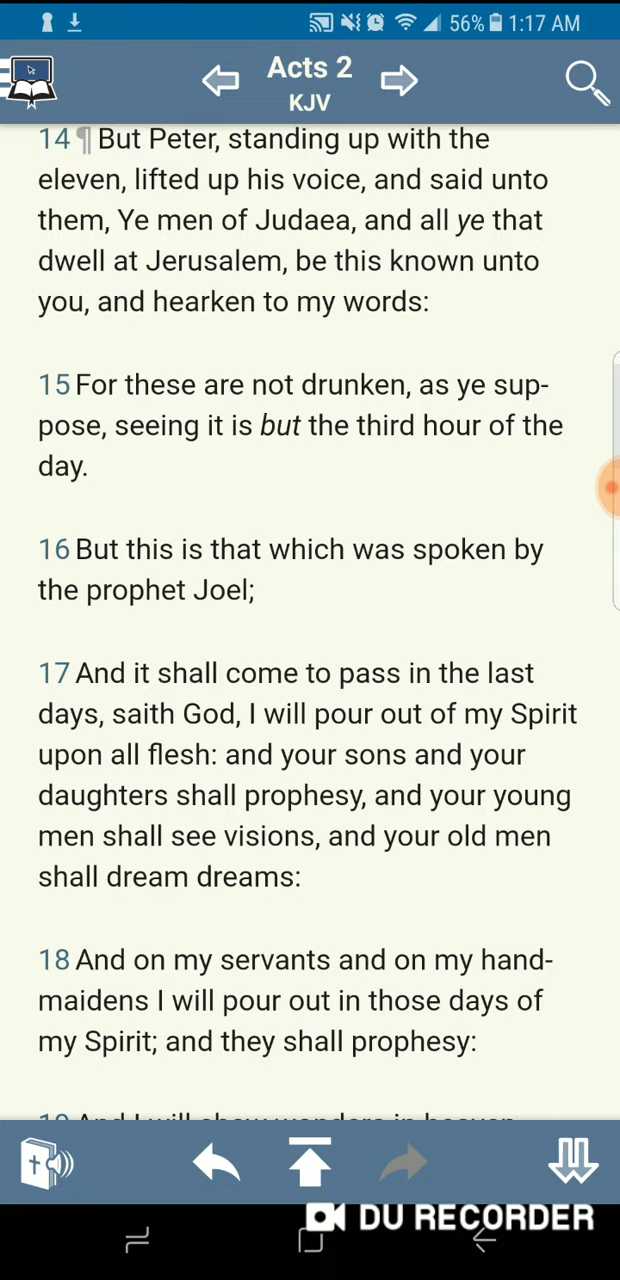 56% 1:17 AM
Acts 2
KJV
14 ¶ But Peter, standing up with the
eleven, lifted up his voice, and said unto
them, Ye men of Judaea, and all ye that
dwell at Jerusalem, be this known unto
you, and hearken to my words:
15 For these are not drunken, as ye sup-
pose, seeing it is but the third hour of the
day.
16 But this is that which was spoken by
the prophet Joel;
17 And it shall come to pass in the last
days, saith God, I will pour out of my Spirit
upon all flesh: and your sons and your
daughters shall prophesy, and your young
men shall see visions, and your old men
shall dream dreams:
18 And on my servants and on my hand-
maidens I will pour out in those days of
my Spirit; and they shall prophesy:
19 And I will show wonders in heaven
DU RECORDER